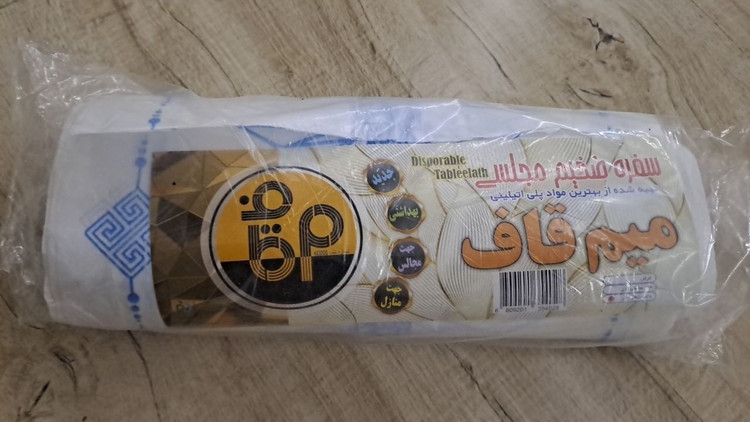 سفره ضخیم مجلسی
Disporable
Tableelath
تهیه شده از بهترین مواد پلی اتیلینی
میم قاف
جدید
بهداشتی
جهت
مجالس
جهت
منازل